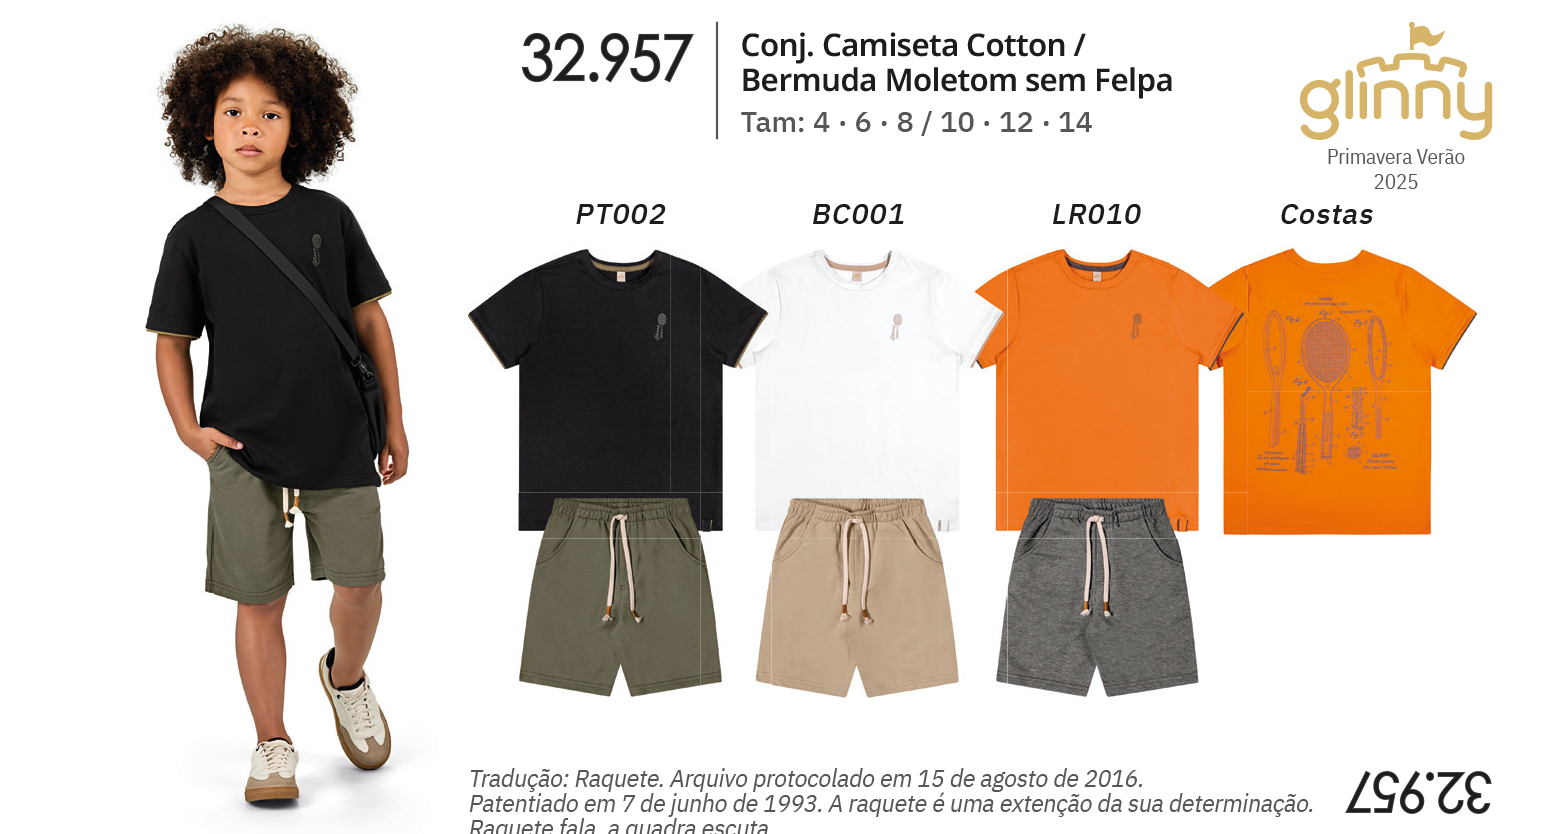 32.957
Conj. Camiseta Cotton /
Bermuda Moletom sem Felpa
Tam: 4 · 6 · 8 / 10 · 12 · 14
glinny
Primavera Verão
2025
PT002
BC001
LR010
Costas
Tradução: Raquete. Arquivo protocolado em 15 de agosto de 2016.
Patenteado em 7 de junho de 1993. A raquete é uma extenção da sua determinação.
Raquete fala, a quadra escuta
32.957